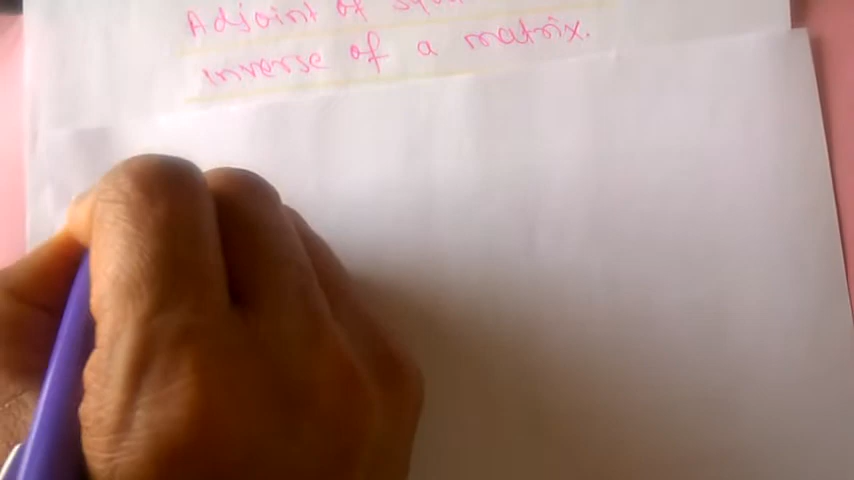 Adjoint of
inverse of a matrix.